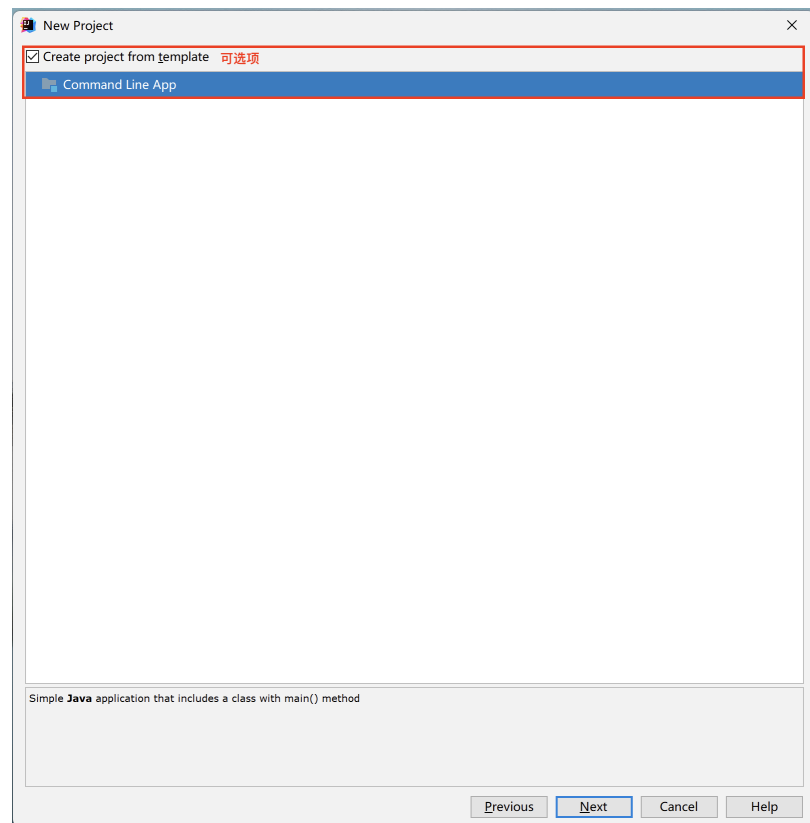 New Project
Create project from template 可选项
Command Line App
Simple Java application that includes a class with main() method
Previous Next Cancel Help